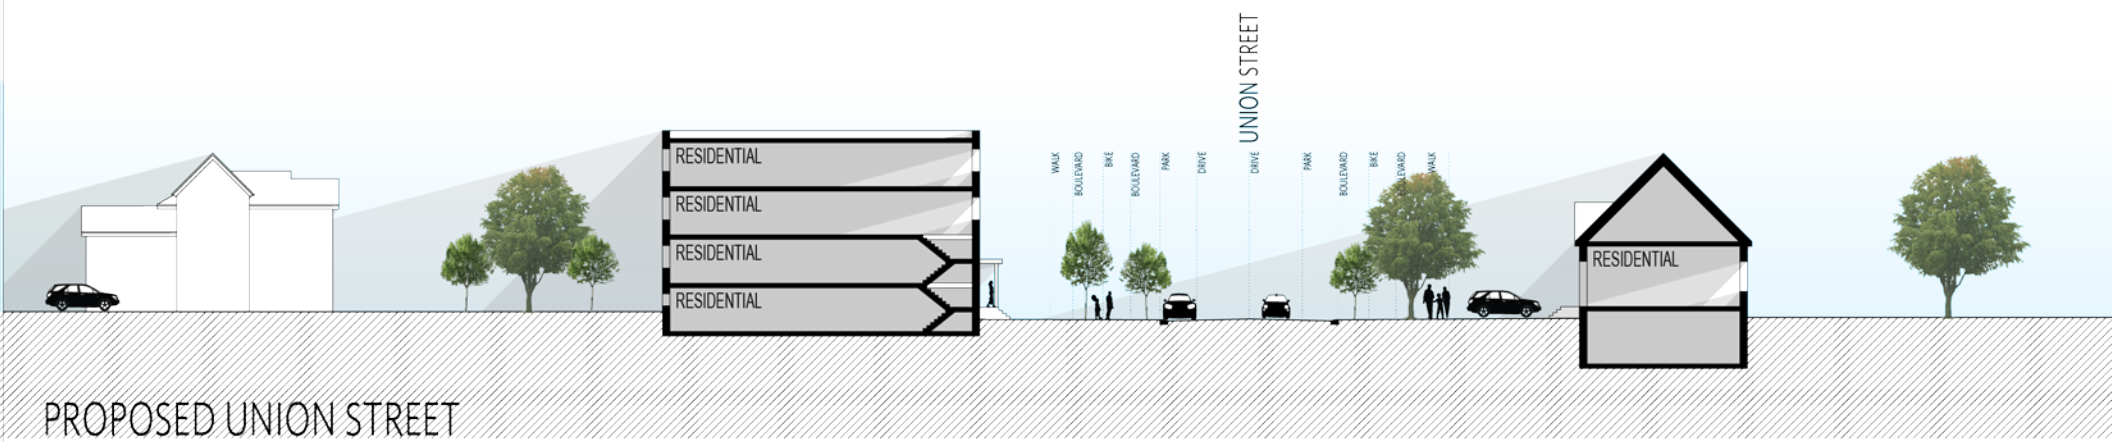 UNION STREET
RESIDENTIAL
RESIDENTIAL
RESIDENTIAL
RESIDENTIAL
WALK
BOULEVARD
BIKE
BOULEVARD
PARK
DRIVE
DRIVE
PARK
BOULEVARD
BIKE
BOULEVARD
WALK
RESIDENTIAL
PROPOSED UNION STREET